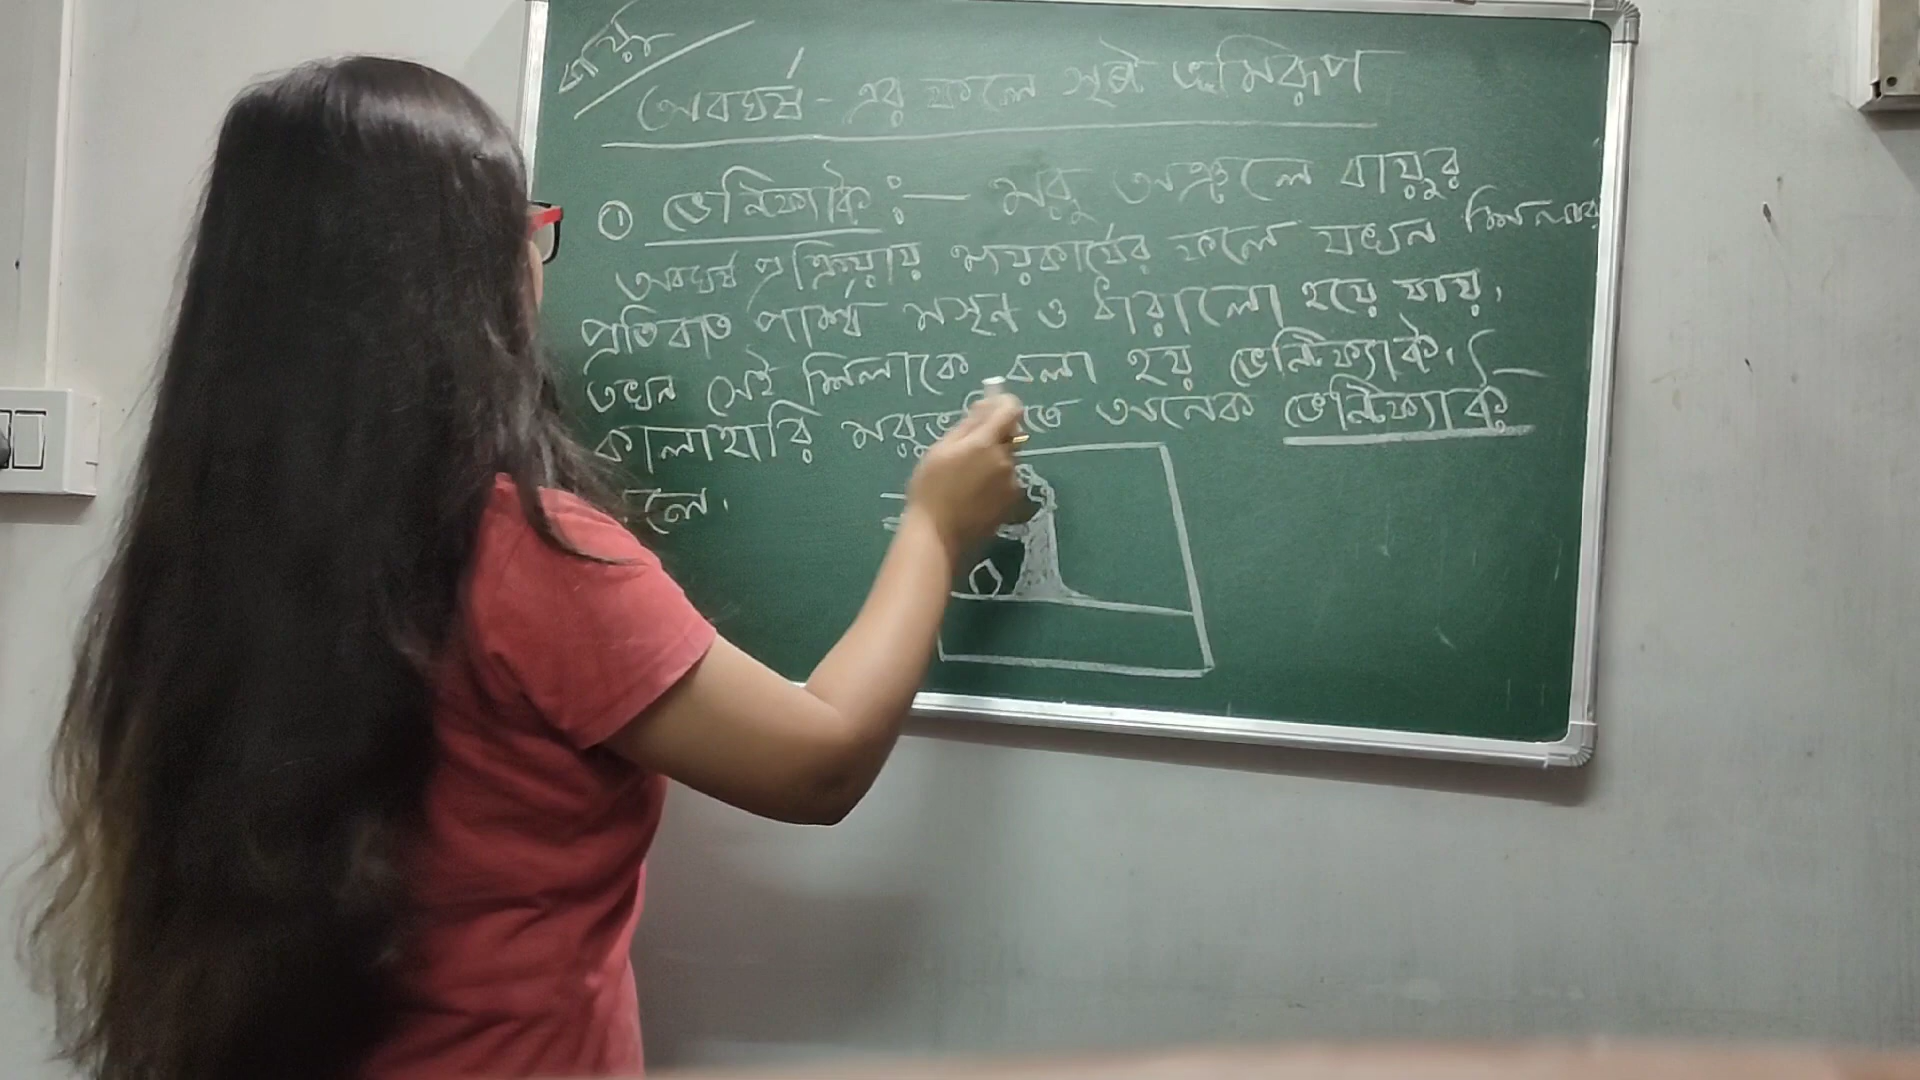 ক্ষয়
অবঘর্ষ - এর ফলে সৃষ্ট ভূমিরূপ
① ভেন্টিফ্যাক্ট :— মরু অঞ্চলে বায়ুর
অবঘর্ষ প্রক্রিয়ায় ক্ষয়কার্যের ফলে যখন শিলার
প্রতিবাত পার্শ্ব মসৃন ও ধারালো হয়ে যায়,
তখন সেই শিলাকে বলা হয় ভেন্টিফ্যাক্ট।
কালাহারি অনেক ভেন্টিফ্যাক্ট